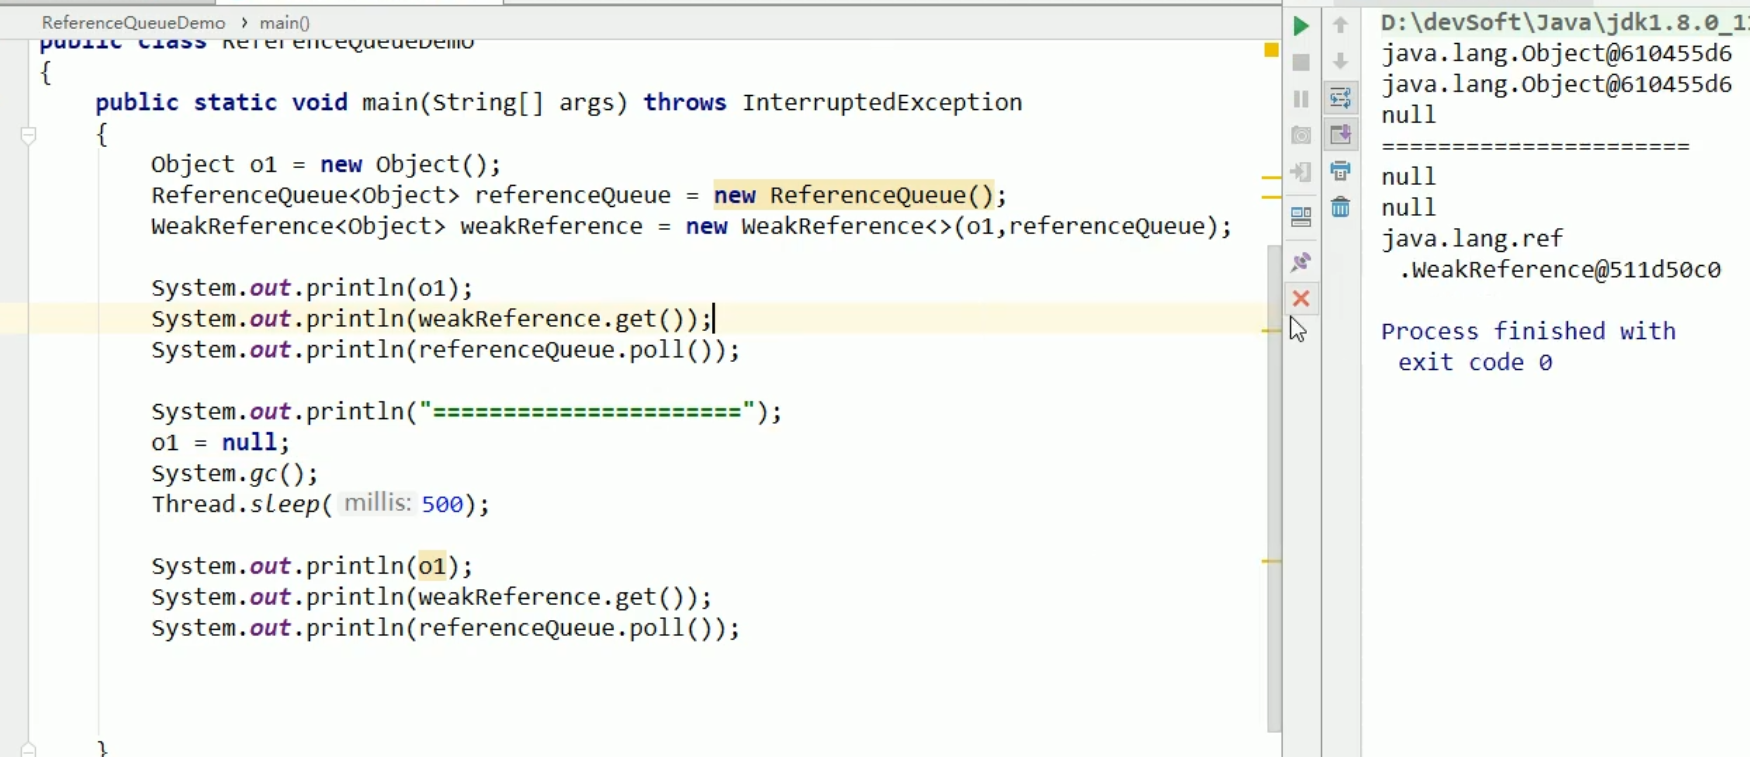 ReferenceQueueDemo › main()
public class ReferenceQueueDemo
{
public static void main(String[] args) throws InterruptedException
{
Object o1 = new Object();
ReferenceQueue<Object> referenceQueue = new ReferenceQueue();
WeakReference<Object> weakReference = new WeakReference<>(o1,referenceQueue);
System.out.println(o1);
System.out.println(weakReference.get());
System.out.println(referenceQueue.poll());
System.out.println("======================");
o1 = null;
System.gc();
Thread.sleep( millis: 500);
System.out.println(o1);
System.out.println(weakReference.get());
System.out.println(referenceQueue.poll());
}
D:\devSoft\Java\jdk1.8.0_1
java.lang.Object@610455d6
java.lang.Object@610455d6
null
======================
null
null
java.lang.ref
.WeakReference@511d50c0
Process finished with
exit code 0